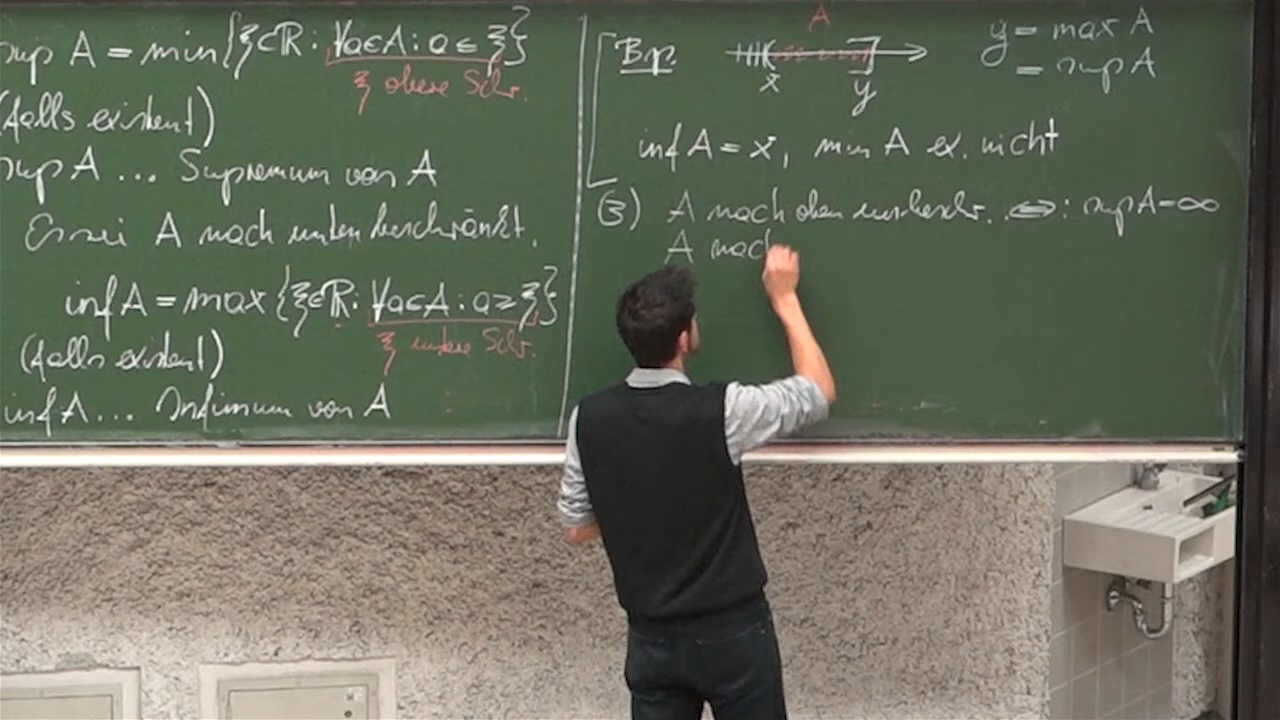 sup A = min{ξ∈ℝ : ∀a∈A : a ≤ ξ}
ξ obere Schr.
(falls existent)
sup A ... Supremum von A
Es sei A nach unten beschränkt.
inf A = max{ξ∈ℝ : ∀a∈A : a ≥ ξ}
ξ untere Schr.
(falls existent)
inf A ... Infimum von A
Bsp. A
x y
y = max A
= sup A
inf A = x, min A ex. nicht
(3) A nach oben unbeschr. ⇔: sup A = ∞
A nach